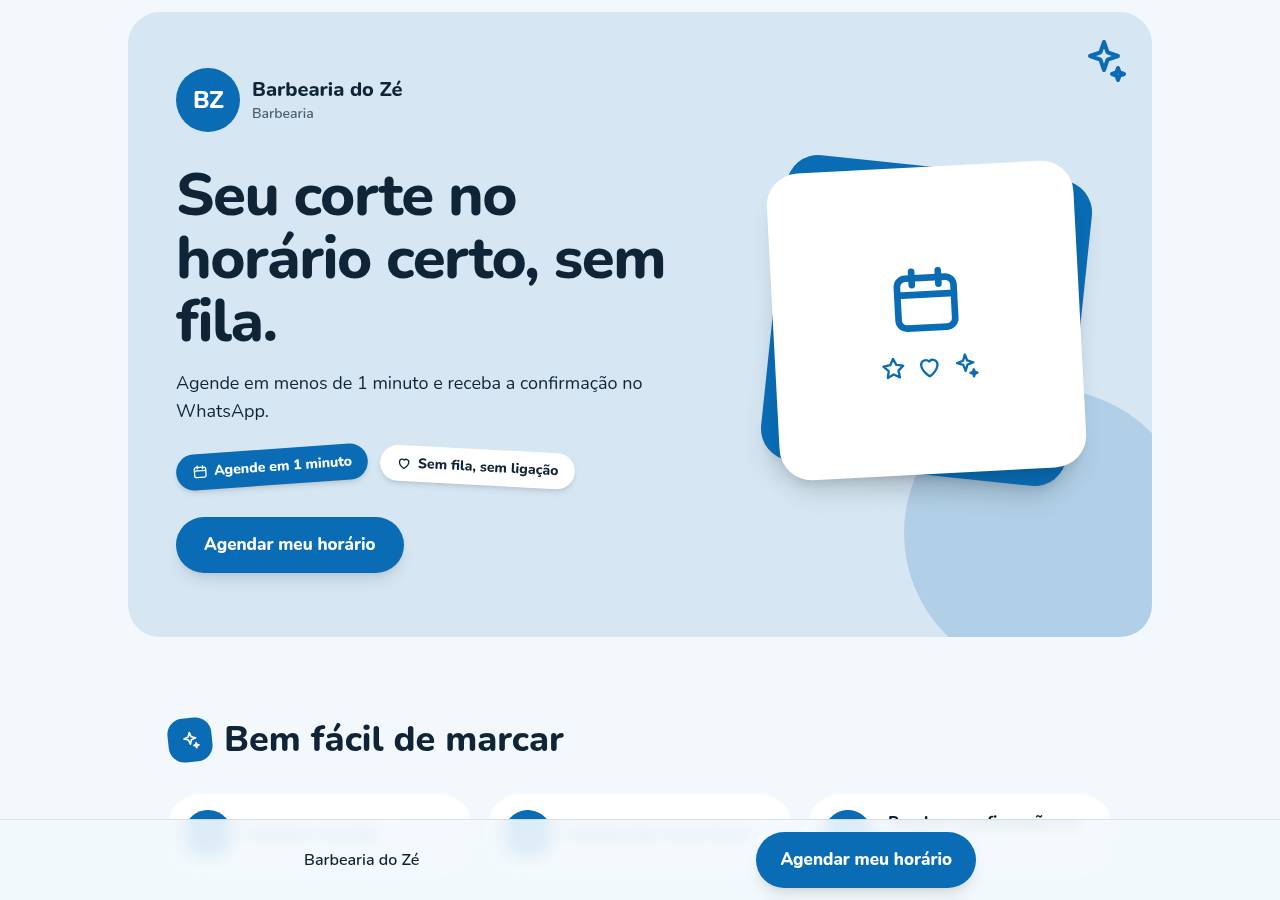 BZ
Barbearia do Zé
Barbearia
Seu corte no
horário certo, sem
fila.
Agende em menos de 1 minuto e receba a confirmação no
WhatsApp.
Agende em 1 minuto
Sem fila, sem ligação
Agendar meu horário
Bem fácil de marcar
Barbearia do Zé
Agendar meu horário